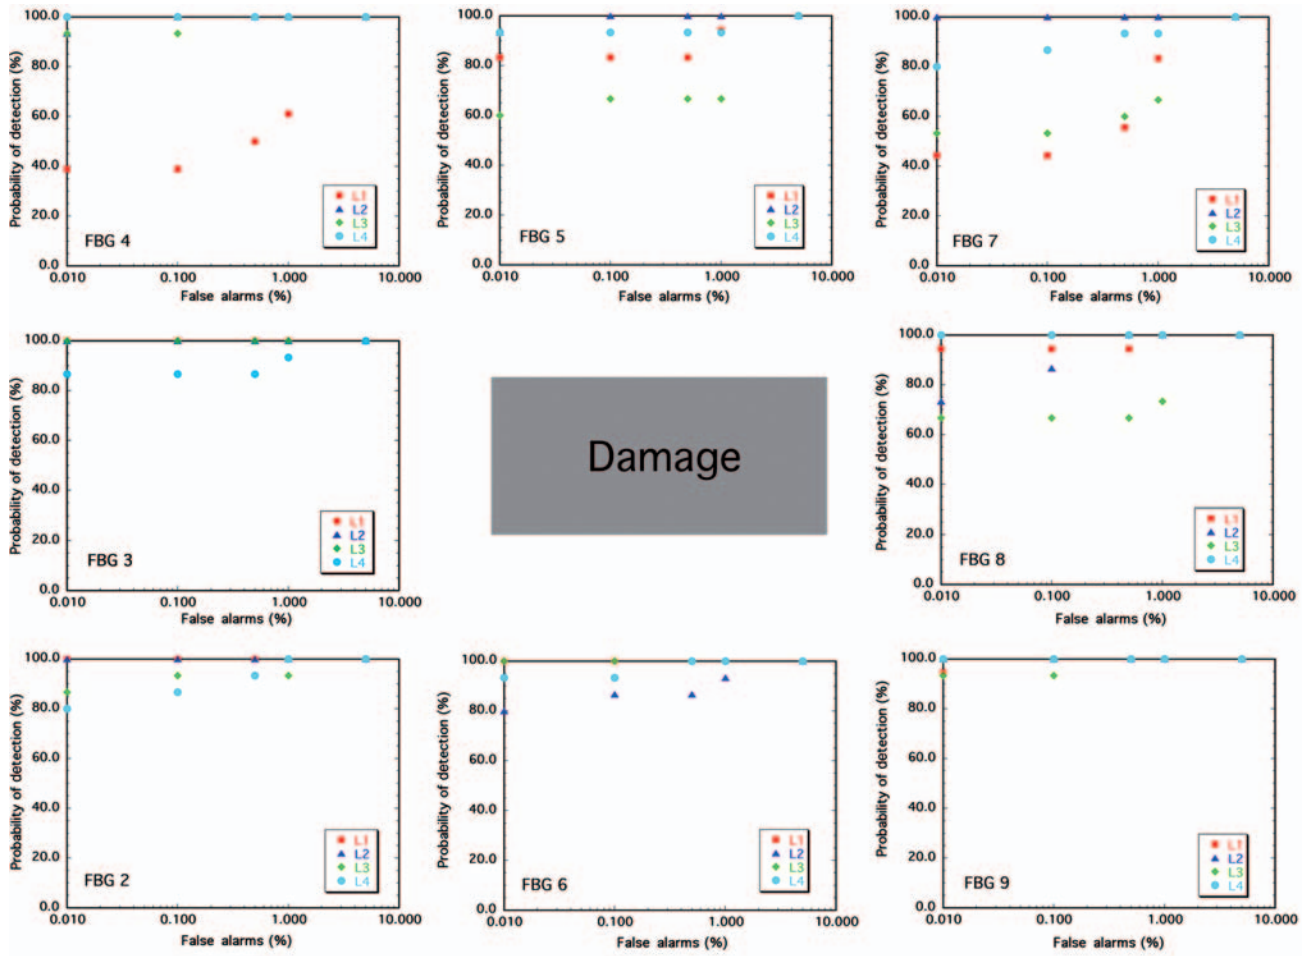 Probability of detection (%)
100.0
80.0
60.0
40.0
20.0
0.0
FBG 4
L1
L2
L3
L4
0.010
0.100
1.000
10.000
False alarms (%)
Probability of detection (%)
100.0
80.0
60.0
40.0
20.0
0.0
FBG 5
L1
L2
L3
L4
0.010
0.100
1.000
10.000
False alarms (%)
Probability of detection (%)
100.0
80.0
60.0
40.0
20.0
0.0
FBG 7
L1
L2
L3
L4
0.010
0.100
1.000
10.000
False alarms (%)
Probability of detection (%)
100.0
80.0
60.0
40.0
20.0
0.0
FBG 3
L1
L2
L3
L4
0.010
0.100
1.000
10.000
False alarms (%)
Damage
Probability of detection (%)
100.0
80.0
60.0
40.0
20.0
0.0
FBG 8
L1
L2
L3
L4
0.010
0.100
1.000
10.000
False alarms (%)
Probability of detection (%)
100.0
80.0
60.0
40.0
20.0
0.0
FBG 2
L1
L2
L3
L4
0.010
0.100
1.000
10.000
False alarms (%)
Probability of detection (%)
100.0
80.0
60.0
40.0
20.0
0.0
FBG 6
L1
L2
L3
L4
0.010
0.100
1.000
10.000
False alarms (%)
Probability of detection (%)
100.0
80.0
60.0
40.0
20.0
0.0
FBG 9
L1
L2
L3
L4
0.010
0.100
1.000
10.000
False alarms (%)